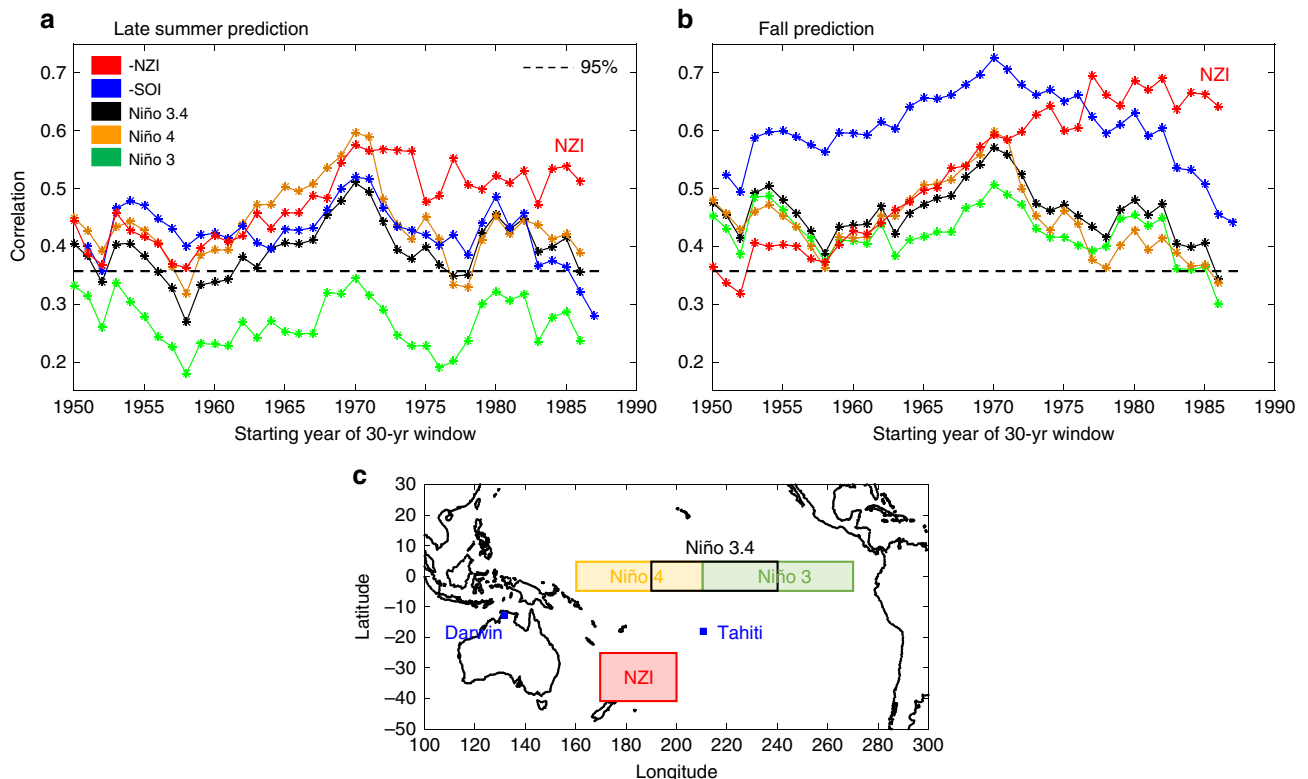 a Late summer prediction
0.7
0.6
0.5
0.4
0.3
0.2
Correlation
-NZI
-SOI
Niño 3.4
Niño 4
Niño 3
95%
NZI
1950 1955 1960 1965 1970 1975 1980 1985 1990
Starting year of 30-yr window
b Fall prediction
0.7
0.6
0.5
0.4
0.3
0.2
NZI
1950 1955 1960 1965 1970 1975 1980 1985 1990
Starting year of 30-yr window
c
30
20
10
0
−10
−20
−30
−40
−50
Latitude
Niño 3.4
Niño 4
Niño 3
Darwin
Tahiti
NZI
100 120 140 160 180 200 220 240 260 280 300
Longitude